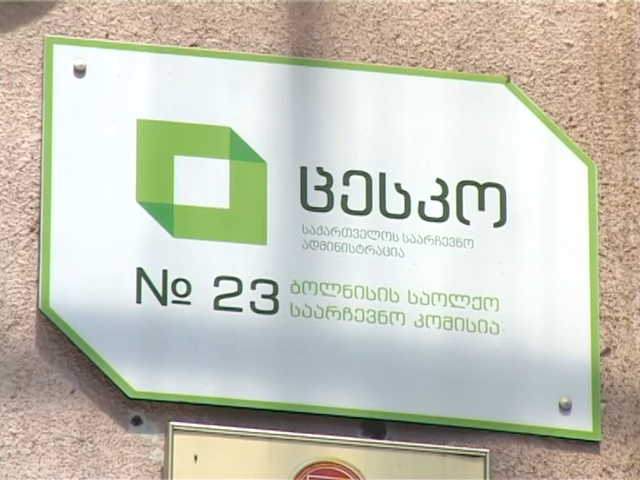 ცესკო
საქართველოს საარჩევნო
ადმინისტრაცია
№ 23
ბოლნისის საოლქო
საარჩევნო კომისია